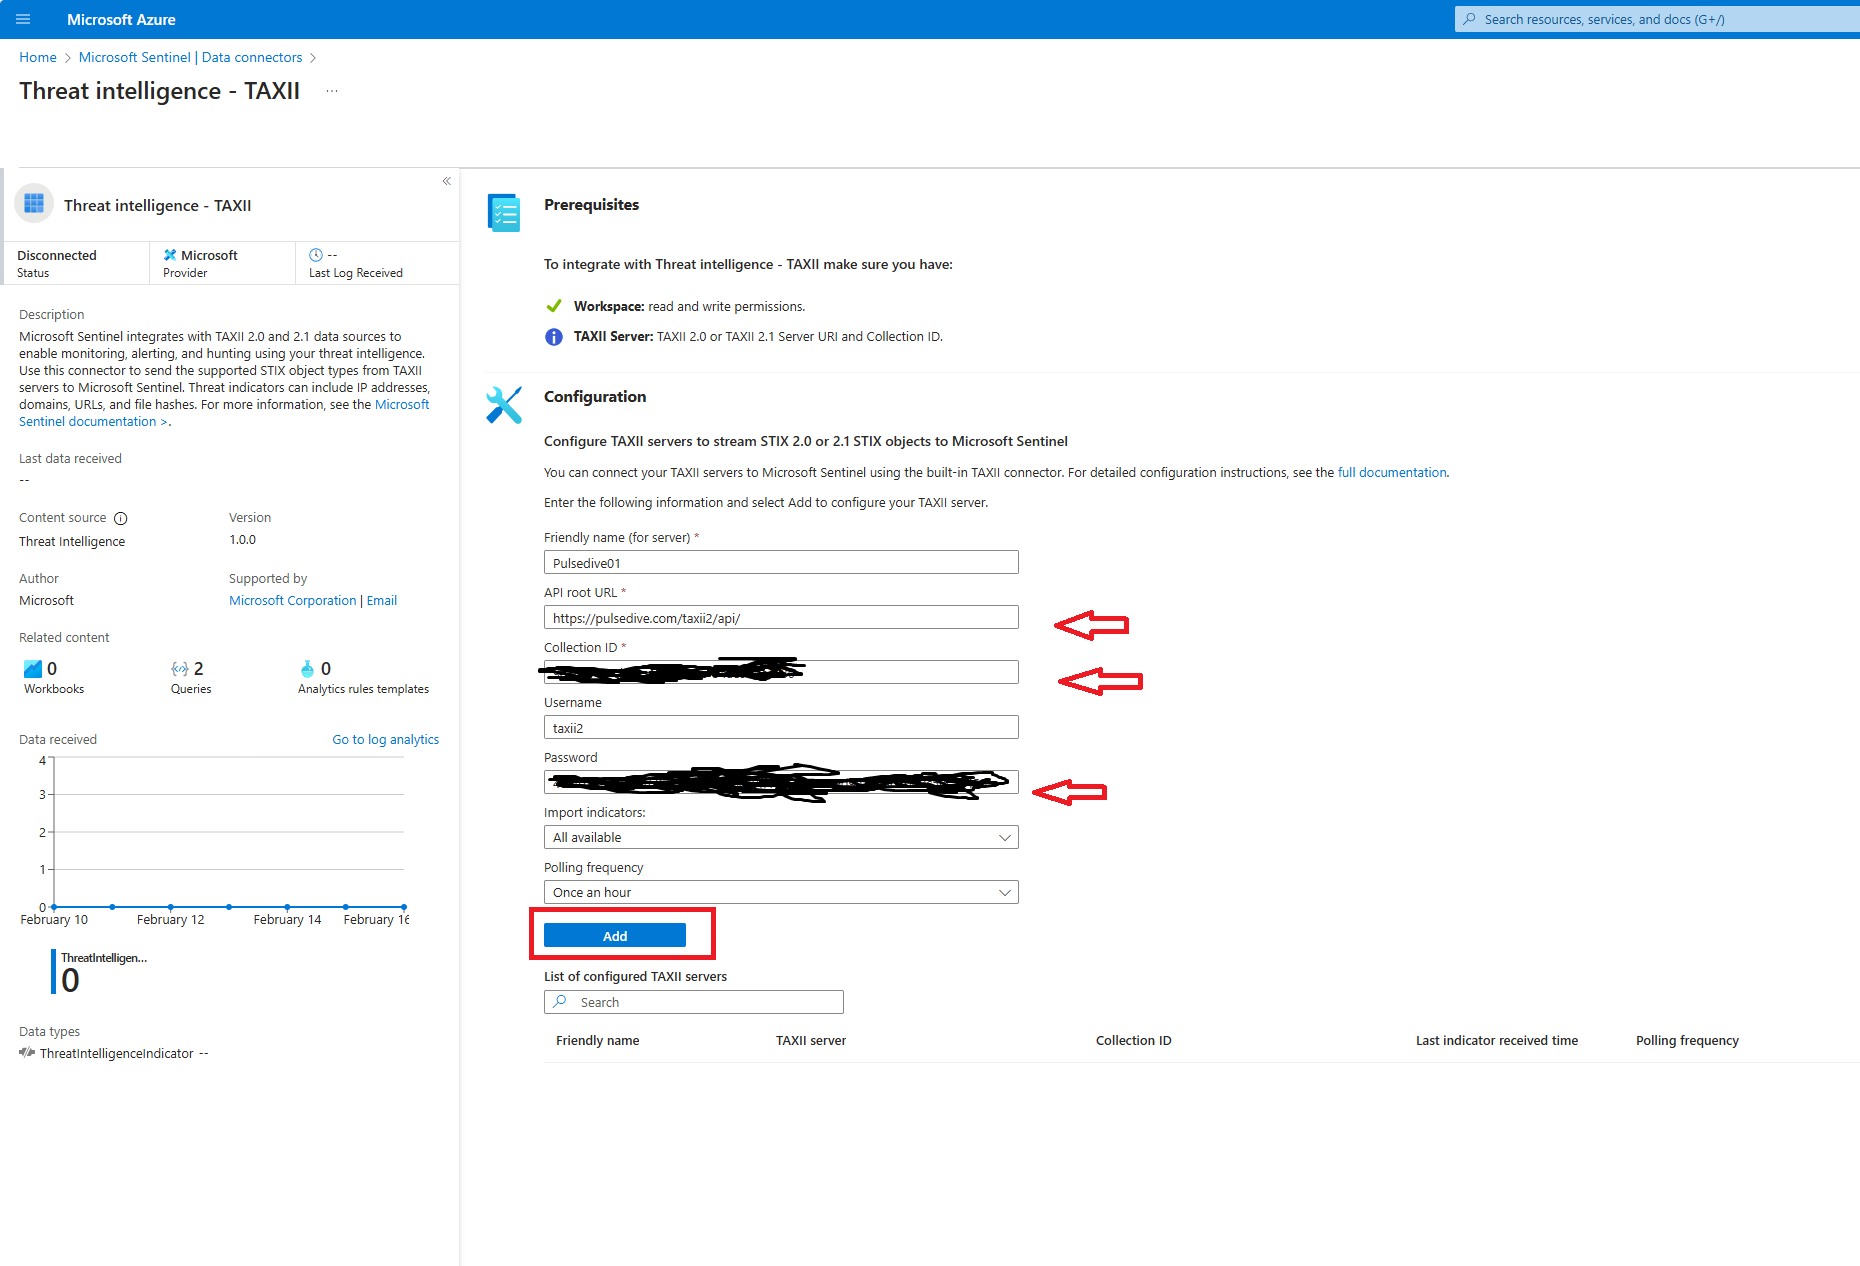 Microsoft Azure
Search resources, services, and docs (G+/)
Home > Microsoft Sentinel | Data connectors >
Threat intelligence - TAXII ...
Threat intelligence - TAXII
«
Disconnected
Status
Microsoft
Provider
--
Last Log Received
Description
Microsoft Sentinel integrates with TAXII 2.0 and 2.1 data sources to
enable monitoring, alerting, and hunting using your threat intelligence.
Use this connector to send the supported STIX object types from TAXII
servers to Microsoft Sentinel. Threat indicators can include IP addresses,
domains, URLs, and file hashes. For more information, see the Microsoft
Sentinel documentation >.
Last data received
--
Content source
Threat Intelligence
Version
1.0.0
Author
Microsoft
Supported by
Microsoft Corporation | Email
Related content
0
Workbooks
2
Queries
0
Analytics rules templates
Data received
Go to log analytics
4
3
2
1
0
February 10
February 12
February 14
February 16
ThreatIntelligen...
0
Data types
ThreatIntelligenceIndicator --
Prerequisites
To integrate with Threat intelligence - TAXII make sure you have:
Workspace: read and write permissions.
TAXII Server: TAXII 2.0 or TAXII 2.1 Server URI and Collection ID.
Configuration
Configure TAXII servers to stream STIX 2.0 or 2.1 STIX objects to Microsoft Sentinel
You can connect your TAXII servers to Microsoft Sentinel using the built-in TAXII connector. For detailed configuration instructions, see the full documentation.
Enter the following information and select Add to configure your TAXII server.
Friendly name (for server) *
Pulsedive01
API root URL *
https://pulsedive.com/taxii2/api/
Collection ID *
Username
taxii2
Password
Import indicators:
All available
Polling frequency
Once an hour
Add
List of configured TAXII servers
Search
Friendly name
TAXII server
Collection ID
Last indicator received time
Polling frequency